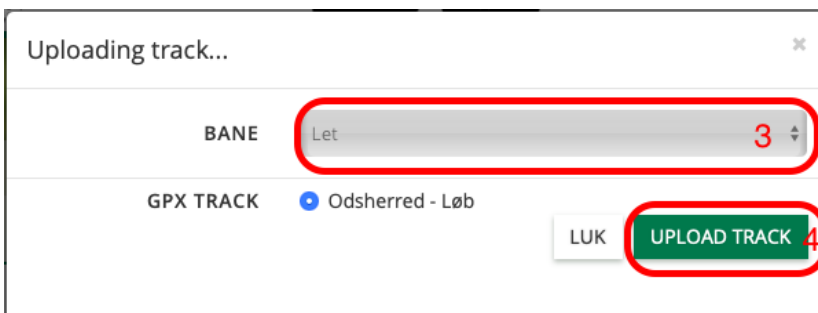 Uploading track... ×
BANE Let 3
GPX TRACK Odsherred - Løb
LUK UPLOAD TRACK 4